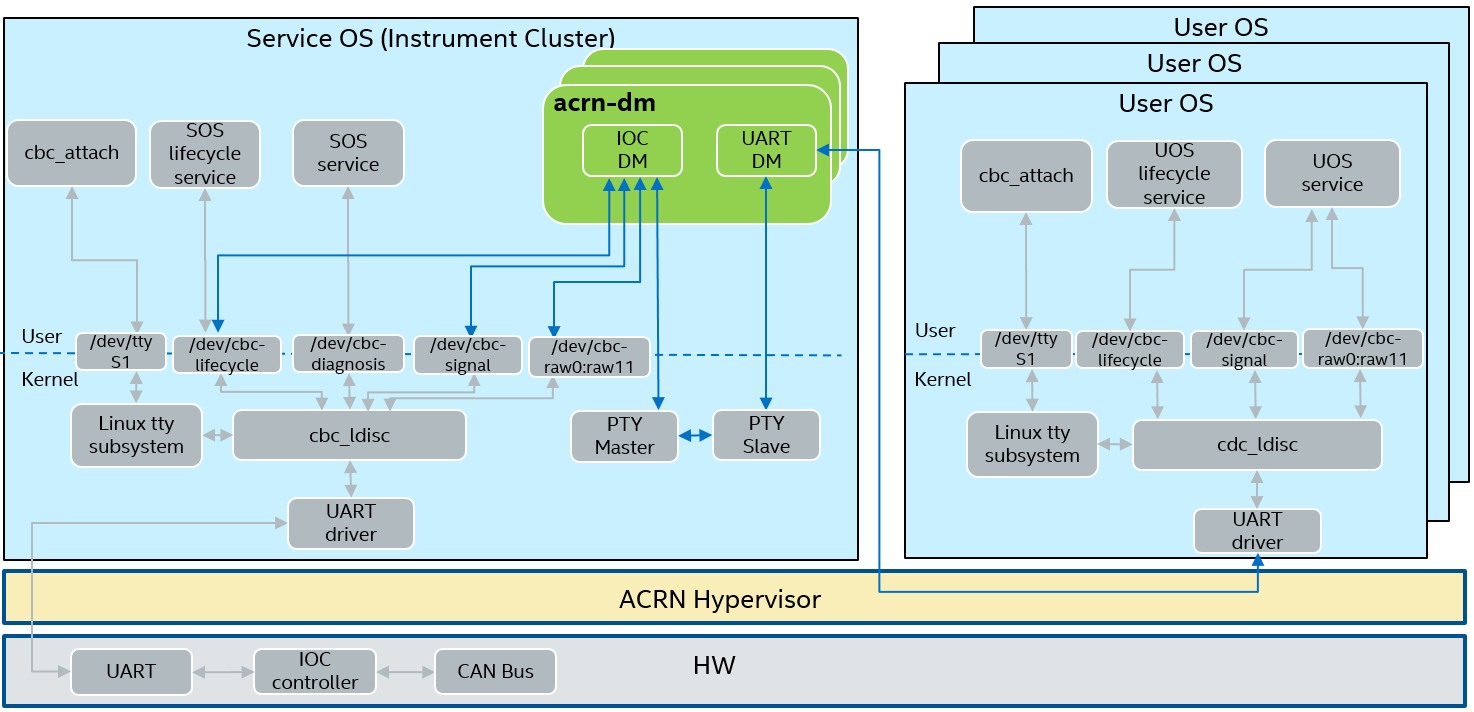 Service OS (Instrument Cluster)
acrn-dm
IOC
DM
UART
DM
cbc_attach
SOS
lifecycle
service
SOS
service
User
Kernel
/dev/tty
S1
/dev/cbc-
lifecycle
/dev/cbc-
diagnosis
/dev/cbc-
signal
/dev/cbc-
raw0:raw11
Linux tty
subsystem
cbc_ldisc
PTY
Master
PTY
Slave
UART
driver
User OS
User OS
User OS
cbc_attach
UOS
lifecycle
service
UOS
service
User
Kernel
/dev/tty
S1
/dev/cbc-
lifecycle
/dev/cbc-
signal
/dev/cbc-
raw0:raw11
Linux tty
subsystem
cdc_ldisc
UART
driver
ACRN Hypervisor
HW
UART
IOC
controller
CAN Bus